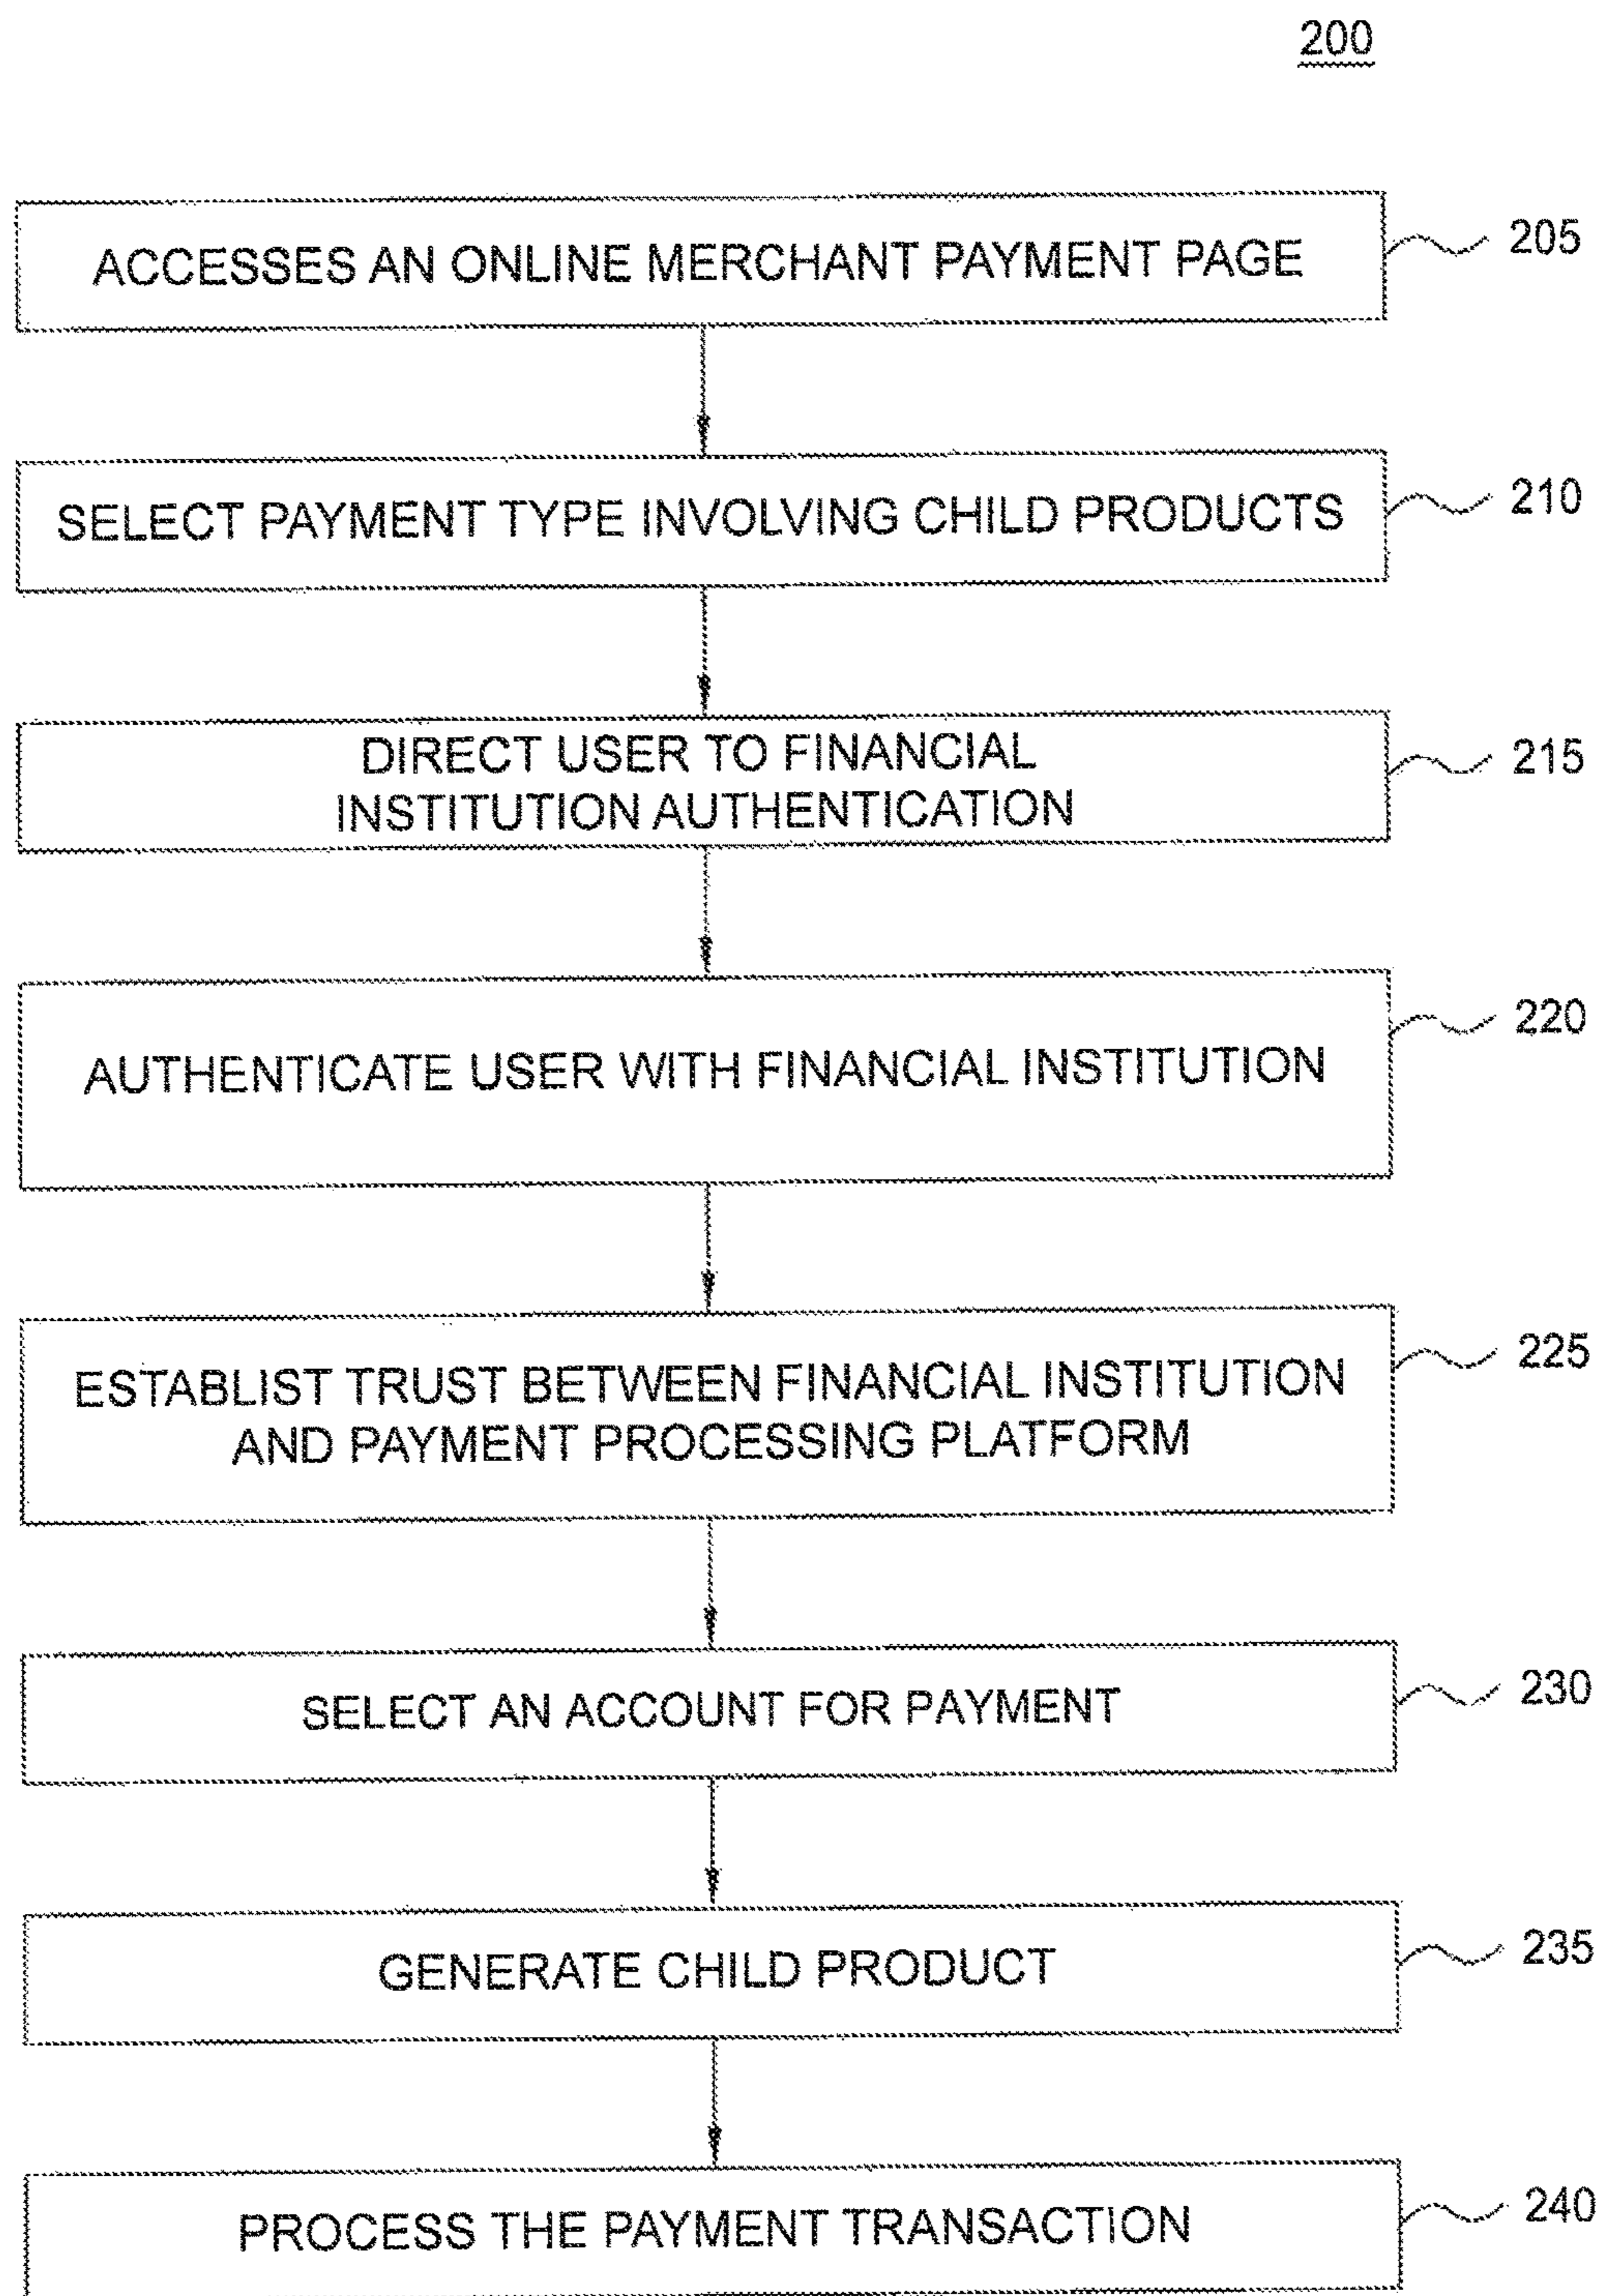 200
ACCESSES AN ONLINE MERCHANT PAYMENT PAGE
205
SELECT PAYMENT TYPE INVOLVING CHILD PRODUCTS
210
DIRECT USER TO FINANCIAL
INSTITUTION AUTHENTICATION
215
AUTHENTICATE USER WITH FINANCIAL INSTITUTION
220
ESTABLIST TRUST BETWEEN FINANCIAL INSTITUTION
AND PAYMENT PROCESSING PLATFORM
225
SELECT AN ACCOUNT FOR PAYMENT
230
GENERATE CHILD PRODUCT
235
PROCESS THE PAYMENT TRANSACTION
240